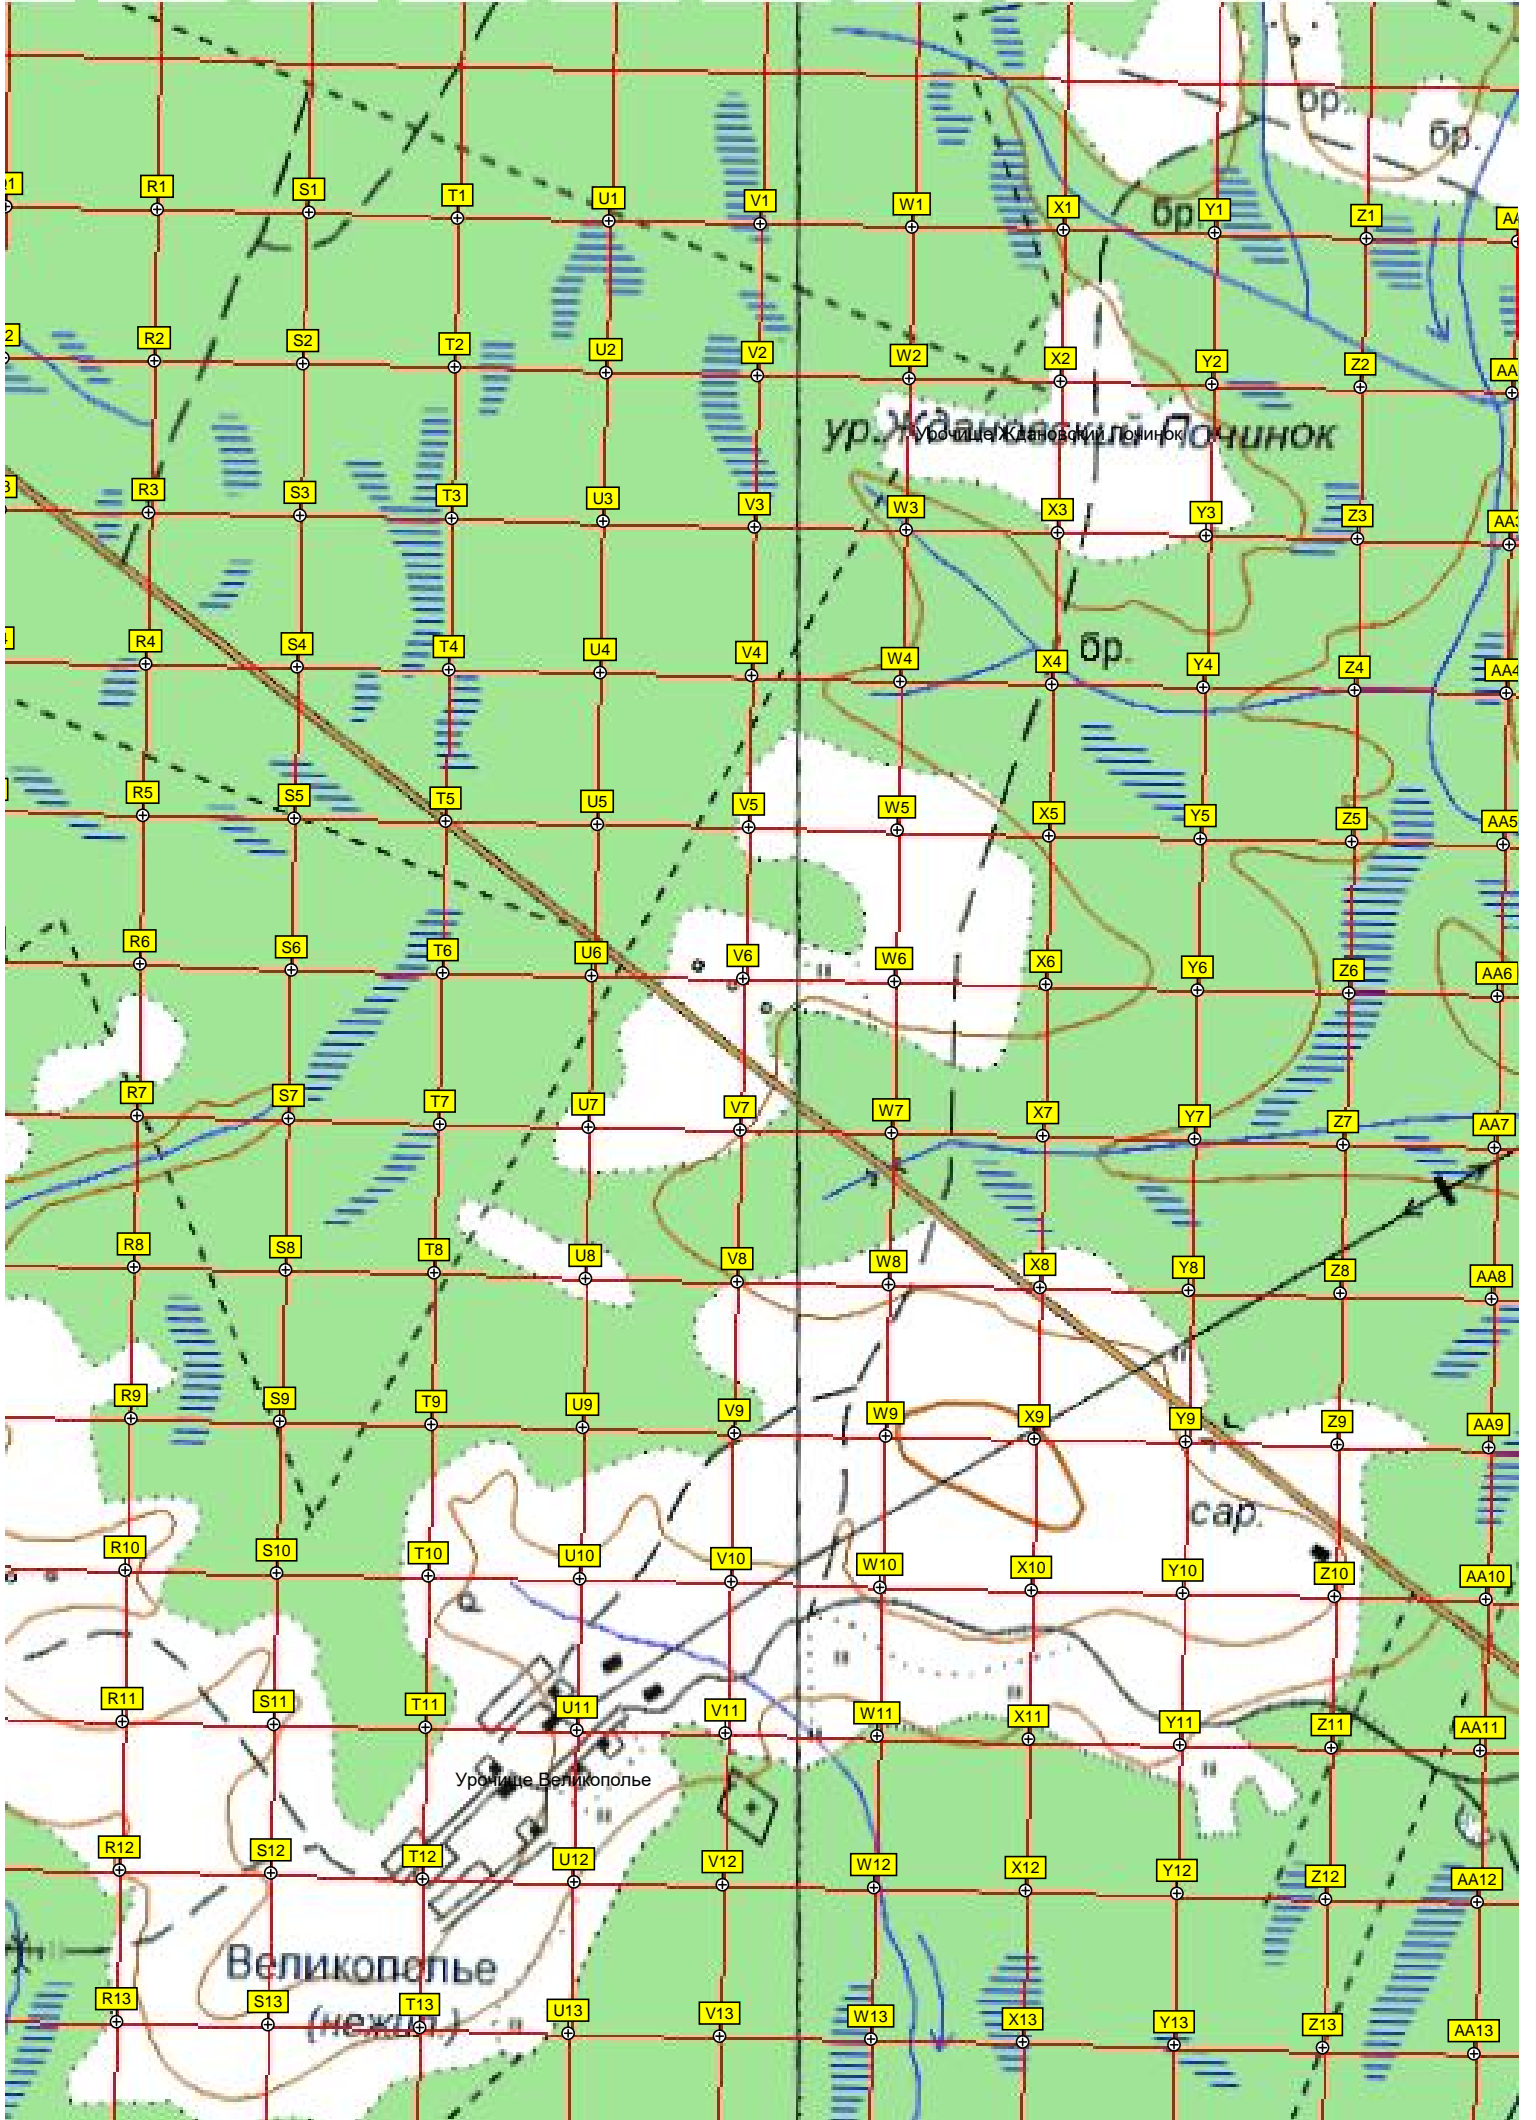 бр.
бр.
R1 S1 T1 U1 V1 W1 X1 бр. Y1 Z1
R2 S2 T2 U2 V2 W2 X2 Y2 Z2
ур. Ждановский Починок
Урочище Ждановский Починок
R3 S3 T3 U3 V3 W3 X3 Y3 Z3 AA3
R4 S4 T4 U4 V4 W4 X4 бр. Y4 Z4 AA4
R5 S5 T5 U5 V5 W5 X5 Y5 Z5 AA5
R6 S6 T6 U6 V6 W6 X6 Y6 Z6 AA6
R7 S7 T7 U7 V7 W7 X7 Y7 Z7 AA7
R8 S8 T8 U8 V8 W8 X8 Y8 Z8 AA8
R9 S9 T9 U9 V9 W9 X9 Y9 Z9 AA9
сар.
R10 S10 T10 U10 V10 W10 X10 Y10 Z10 AA10
R11 S11 T11 U11 V11 W11 X11 Y11 Z11 AA11
Урочище Великополье
R12 S12 T12 U12 V12 W12 X12 Y12 Z12 AA12
Великополье
(нежил.)
R13 S13 T13 U13 V13 W13 X13 Y13 Z13 AA13